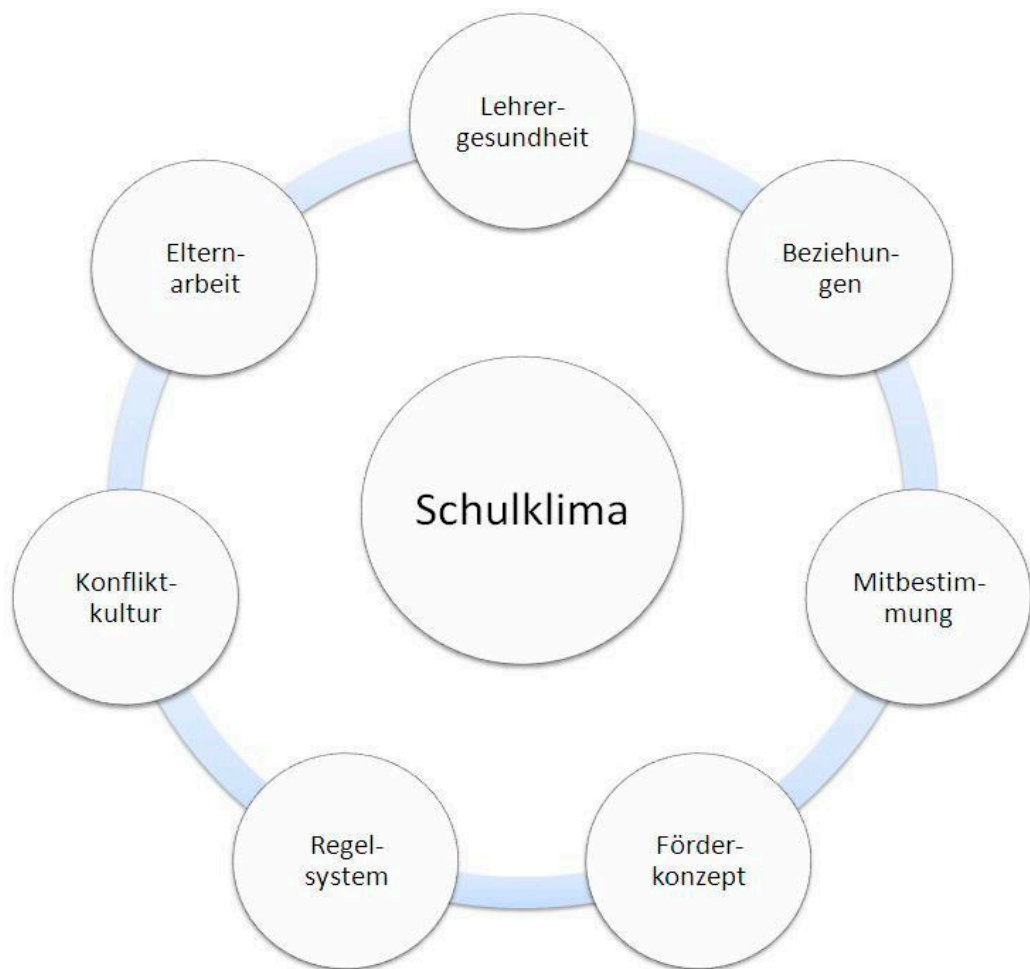 Lehrer-
gesundheit
Beziehun-
gen
Mitbestim-
mung
Förder-
konzept
Regel-
system
Konflikt-
kultur
Eltern-
arbeit
Schulklima